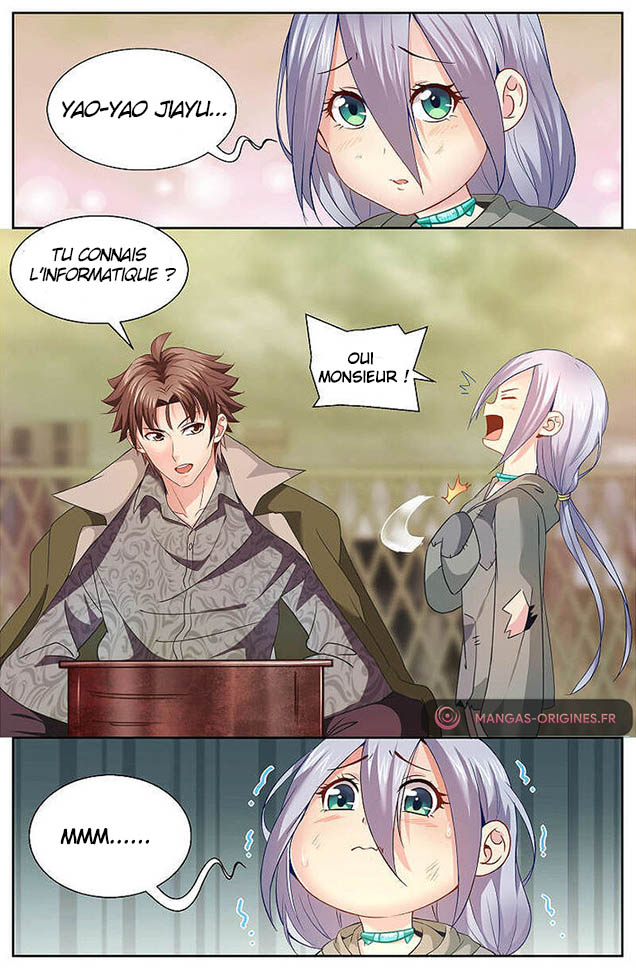 YAO-YAO JIAYU...
TU CONNAIS
L'INFORMATIQUE ?
OUI
MONSIEUR !
MANGAS-ORIGINES.FR
MMM......